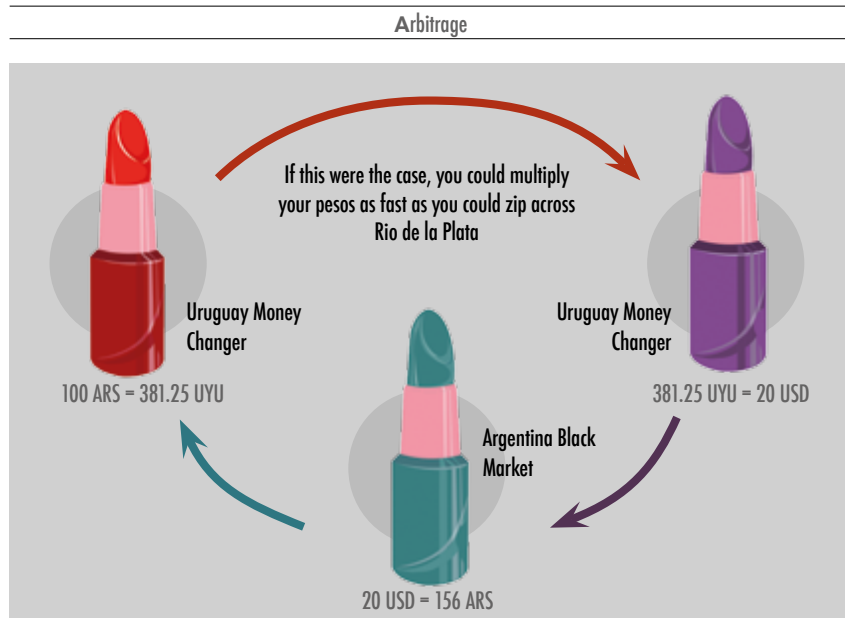 Arbitrage
If this were the case, you could multiply
your pesos as fast as you could zip across
Rio de la Plata
Uruguay Money
Changer
100 ARS = 381.25 UYU
Uruguay Money
Changer
381.25 UYU = 20 USD
Argentina Black
Market
20 USD = 156 ARS